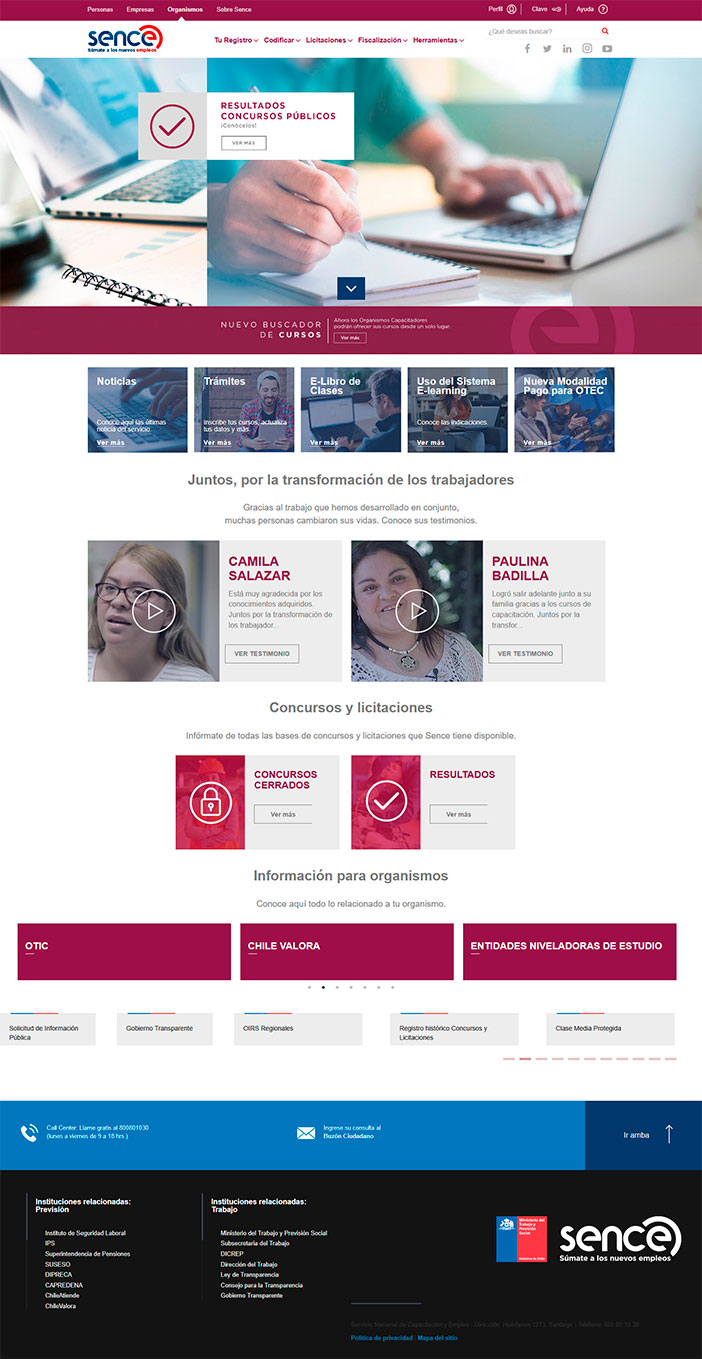 Personas Empresas Organismos Sobre Sence Perfil Clave Ayuda
sence
Súmate a los nuevos empleos
Tu Registro Codificar Licitaciones Fiscalización Herramientas
¿Qué deseas buscar?
RESULTADOS
CONCURSOS PÚBLICOS
¡Conócelos!
VER MÁS
NUEVO BUSCADOR
DE CURSOS
Ahora los Organismos Capacitadores
podrán ofrecer sus cursos desde un solo lugar.
Ver más
Noticias
Conoce aquí las últimas
noticia del servicio.
Ver más
Trámites
Inscribe tus cursos, actualiza
tus datos y más.
Ver más
E-Libro de
Clases
Ver más
Uso del Sistema
E-learning
Conoce las indicaciones.
Ver más
Nueva Modalidad
Pago para OTEC
Ver más
Juntos, por la transformación de los trabajadores
Gracias al trabajo que hemos desarrollado en conjunto,
muchas personas cambiaron sus vidas. Conoce sus testimonios.
CAMILA
SALAZAR
Está muy agradecida por los
conocimientos adquiridos.
Juntos por la transformación de
los trabajador...
VER TESTIMONIO
PAULINA
BADILLA
Logró salir adelante junto a su
familia gracias a los cursos de
capacitación. Juntos por la
transfor...
VER TESTIMONIO
Concursos y licitaciones
Infórmate de todas las bases de concursos y licitaciones que Sence tiene disponible.
CONCURSOS
CERRADOS
Ver más
RESULTADOS
Ver más
Información para organismos
Conoce aquí todo lo relacionado a tu organismo.
OTIC
CHILE VALORA
ENTIDADES NIVELADORAS DE ESTUDIO
Solicitud de Información
Pública
Gobierno Transparente
OIRS Regionales
Registro histórico Concursos y
Licitaciones
Clase Media Protegida
Call Center: Llame gratis al 800801030
(lunes a viernes de 9 a 18 hrs.)
Ingrese su consulta al
Buzón Ciudadano
Ir arriba
Instituciones relacionadas:
Previsión
Instituto de Seguridad Laboral
IPS
Superintendencia de Pensiones
SUSESO
DIPRECA
CAPREDENA
ChileAtiende
ChileValora
Instituciones relacionadas:
Trabajo
Ministerio del Trabajo y Previsión Social
Subsecretaria del Trabajo
DICREP
Dirección del Trabajo
Ley de Transparencia
Consejo para la Transparencia
Gobierno Transparente
Ministerio del
Trabajo y
Previsión
Social
Gobierno de Chile
sence
Súmate a los nuevos empleos
Servicio Nacional de Capacitación y Empleo - Dirección: Huérfanos 1273, Santiago - Teléfono:
Política de privacidad | Mapa del sitio